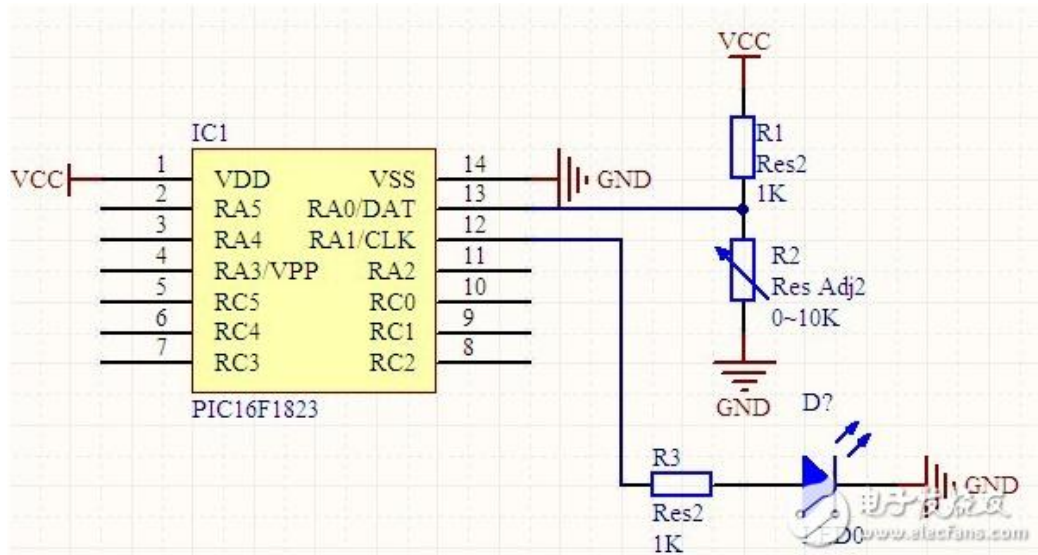 VCC
IC1
R1
Res2
1K
VCC
1
VDD
VSS
14
GND
2
RA5
RA0/DAT
13
3
RA4
RA1/CLK
12
4
RA3/VPP
RA2
11
5
RC5
RC0
10
6
RC4
RC1
9
7
RC3
RC2
8
R2
Res Adj2
0~10K
PIC16F1823
GND
D?
R3
Res2
1K
GND
电子发烧友
www.elecfans.com